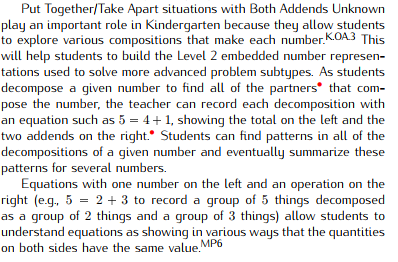 Put Together/Take Apart situations with Both Addends Unknown
play an important role in Kindergarten because they allow students
to explore various compositions that make each number.K.OA.3 This
will help students to build the Level 2 embedded number represen-
tations used to solve more advanced problem subtypes. As students
decompose a given number to find all of the partners• that com-
pose the number, the teacher can record each decomposition with
an equation such as 5 = 4 + 1, showing the total on the left and the
two addends on the right.• Students can find patterns in all of the
decompositions of a given number and eventually summarize these
patterns for several numbers.
Equations with one number on the left and an operation on the
right (e.g., 5 = 2 + 3 to record a group of 5 things decomposed
as a group of 2 things and a group of 3 things) allow students to
understand equations as showing in various ways that the quantities
on both sides have the same value.MP6